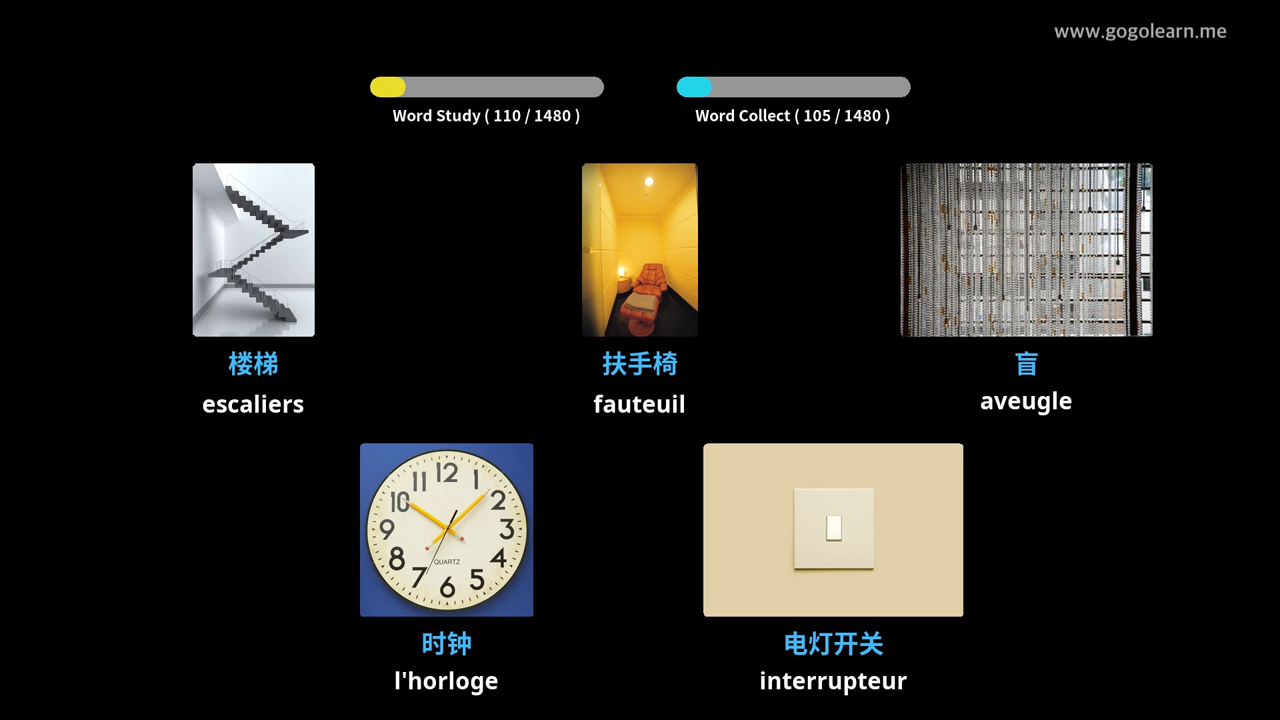 www.gogolearn.me
Word Study ( 110 / 1480 )
Word Collect ( 105 / 1480 )
楼梯
扶手椅
盲
escaliers
fauteuil
aveugle
12
1
2
3
4
5
6
7
8
9
10
11
QUARTZ
时钟
电灯开关
l'horloge
interrupteur